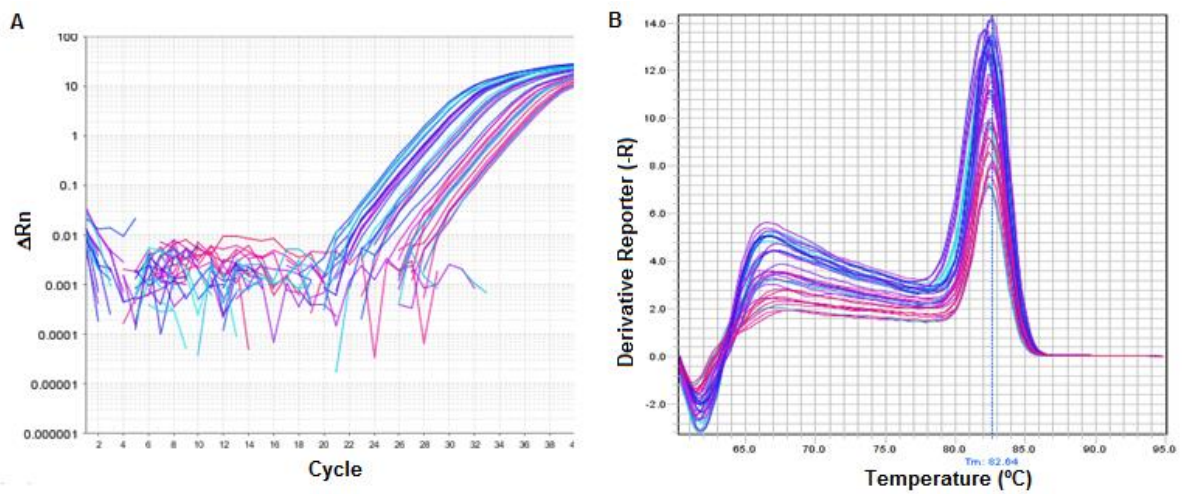 A
100
10
1
0.1
0.01
0.001
0.0001
0.00001
0.000001
ΔRn
2 4 6 8 10 12 14 16 18 20 22 24 26 28 30 32 34 36 38 4
Cycle
B
14.0
12.0
10.0
8.0
6.0
4.0
2.0
0.0
-2.0
Derivative Reporter (-R)
65.0 70.0 75.0 80.0 85.0 90.0 95.0
Tm: 82.64
Temperature (ºC)